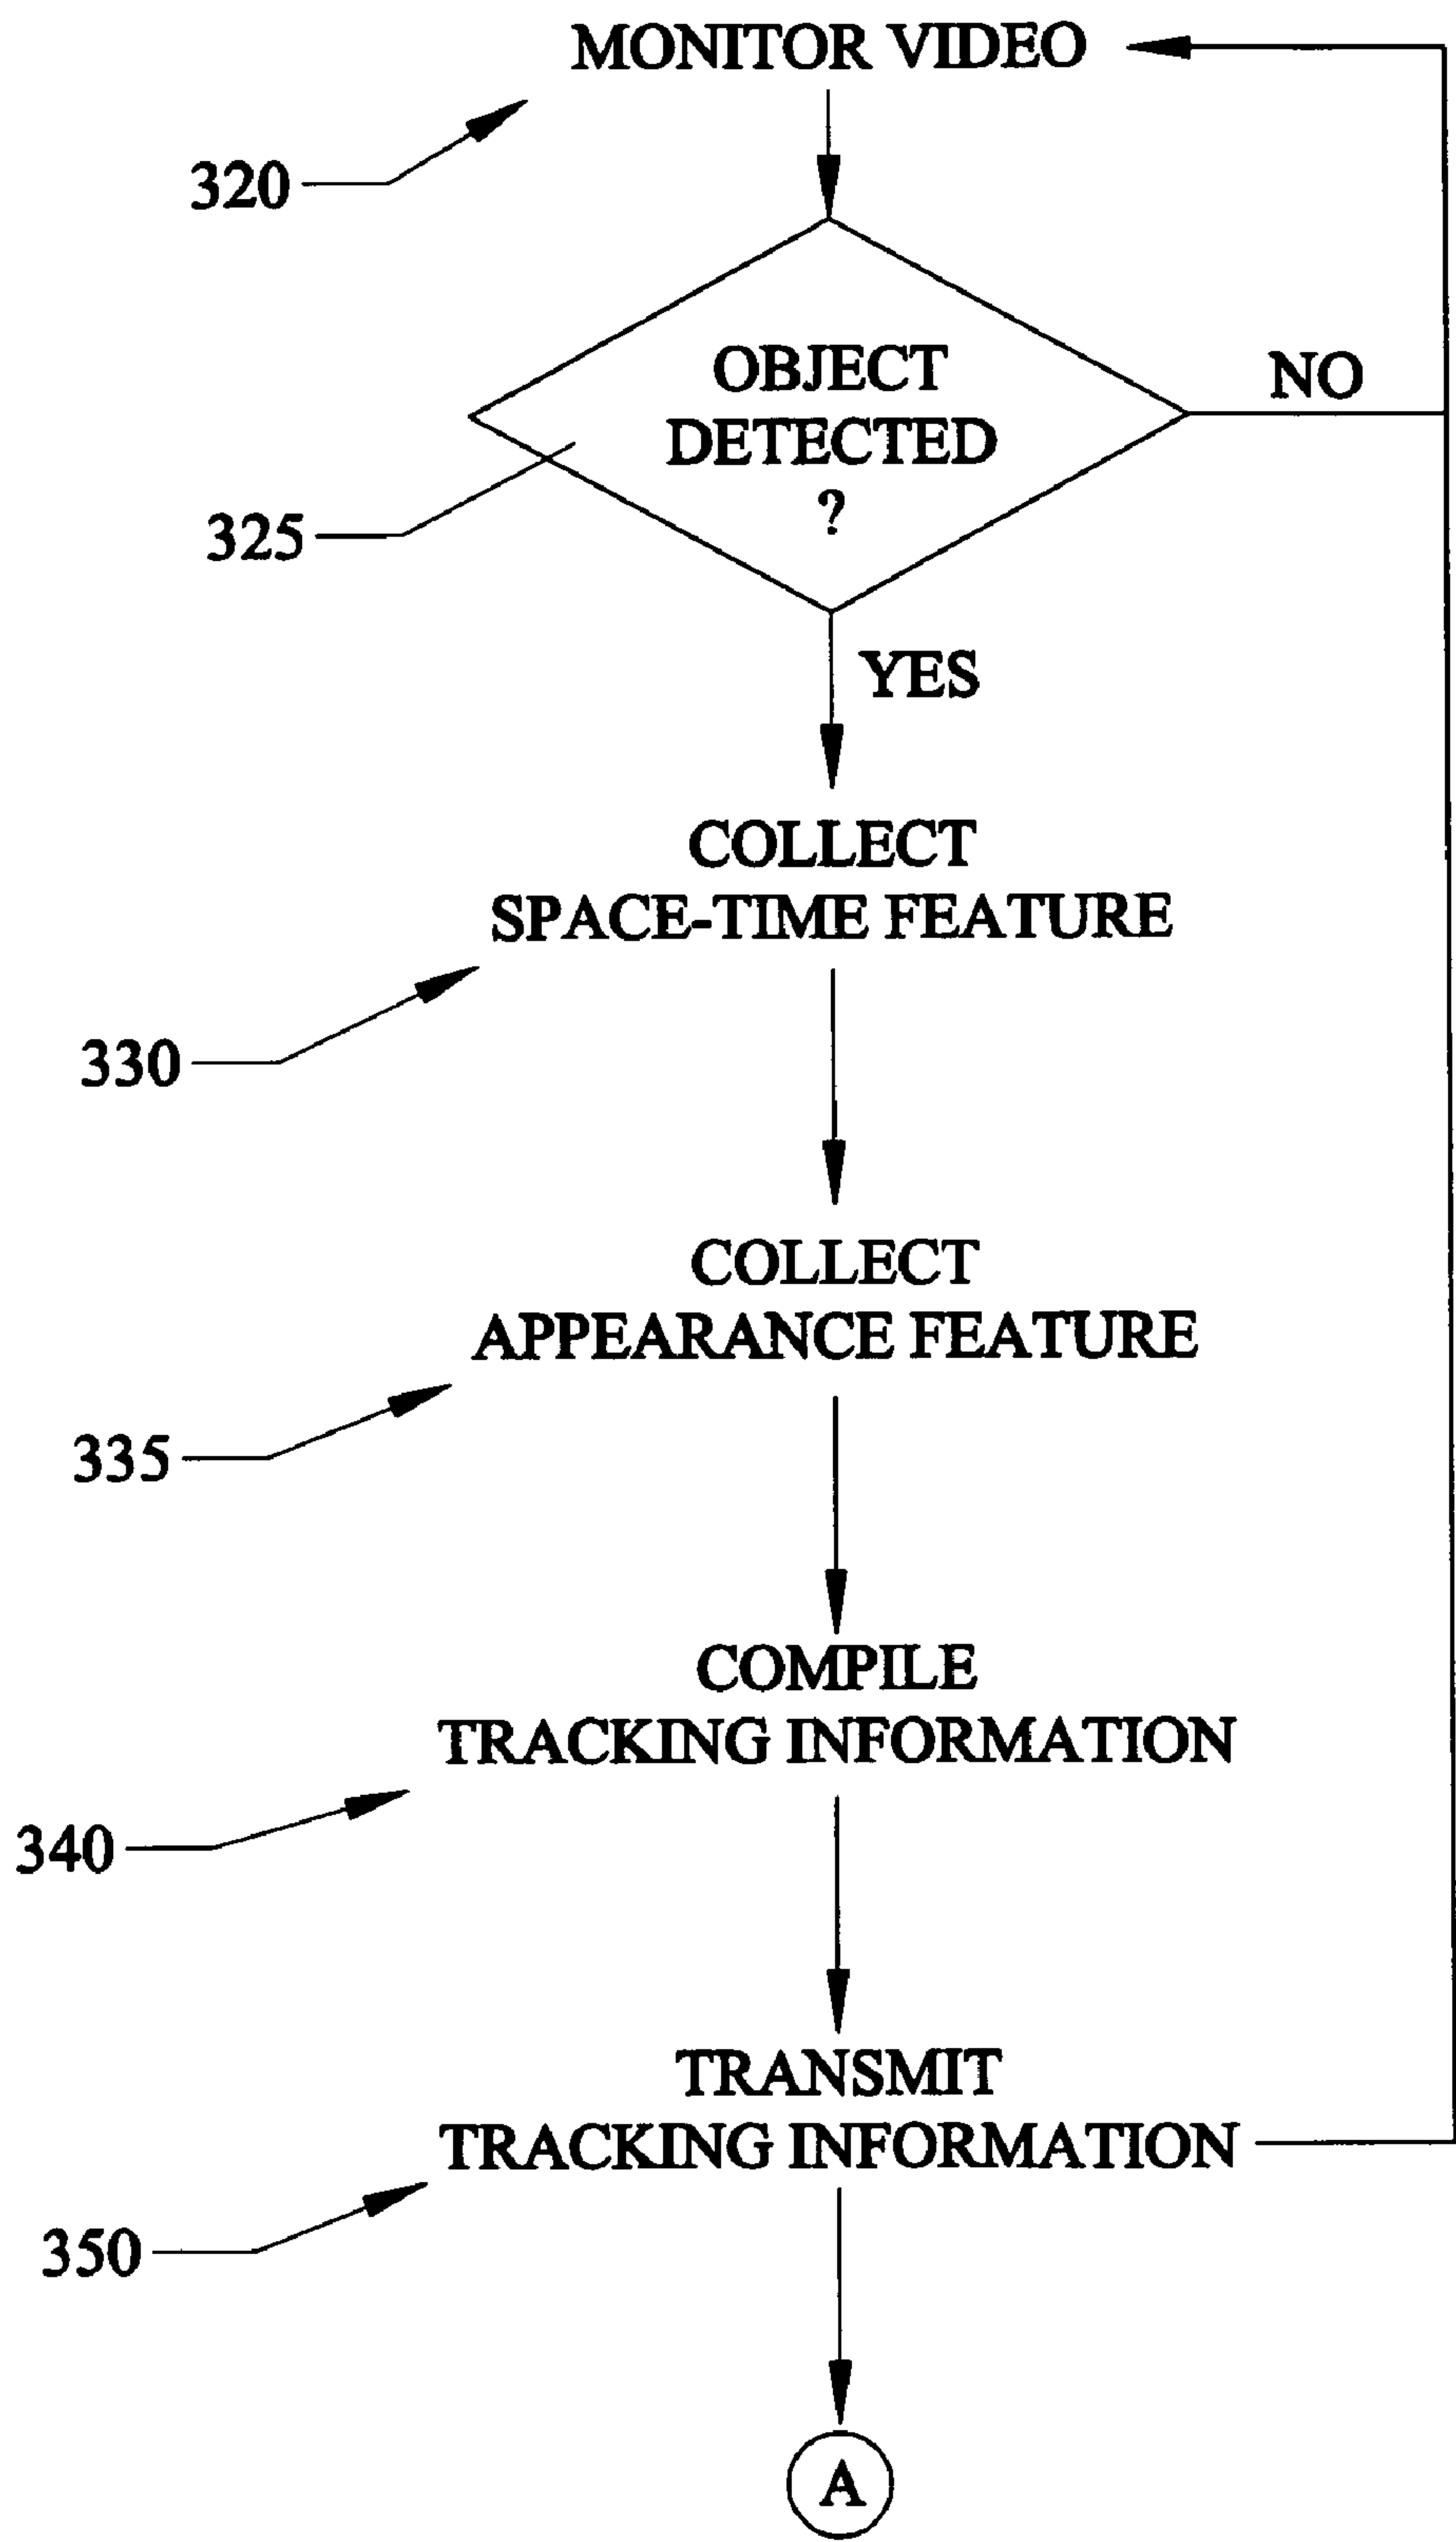 MONITOR VIDEO
320
OBJECT
DETECTED
?
NO
325
YES
COLLECT
SPACE-TIME FEATURE
330
COLLECT
APPEARANCE FEATURE
335
COMPILE
TRACKING INFORMATION
340
TRANSMIT
TRACKING INFORMATION
350
A